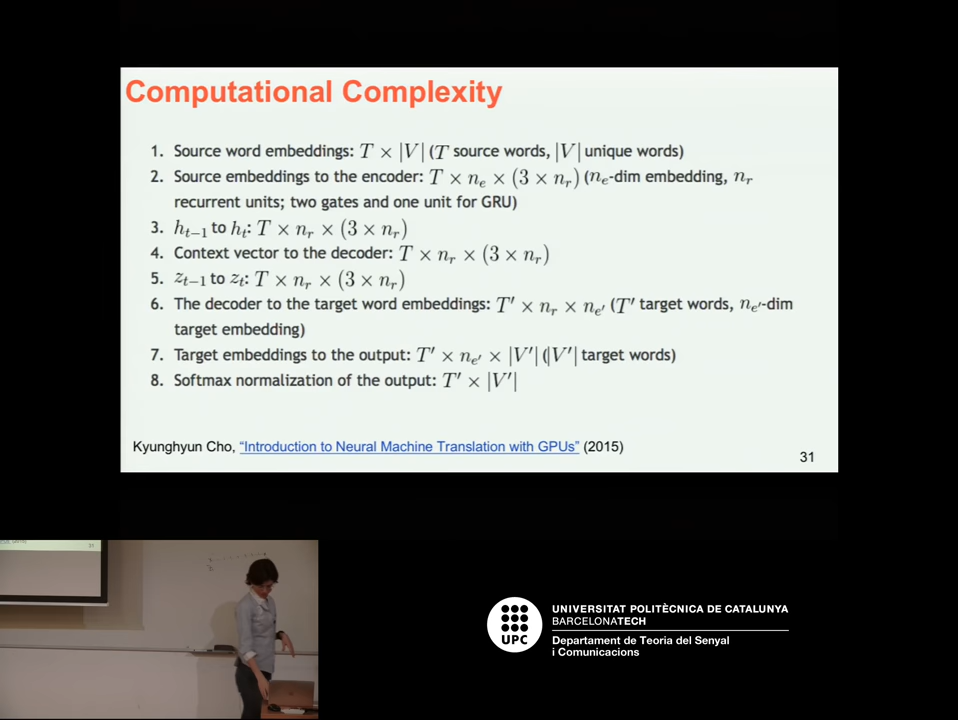 Computational Complexity
1. Source word embeddings: T × |V| (T source words, |V| unique words)
2. Source embeddings to the encoder: T × nₑ × (3 × nᵣ) (nₑ-dim embedding, nᵣ
recurrent units; two gates and one unit for GRU)
3. hₜ₋₁ to hₜ: T × nᵣ × (3 × nᵣ)
4. Context vector to the decoder: T × nᵣ × (3 × nᵣ)
5. zₜ₋₁ to zₜ: T × nᵣ × (3 × nᵣ)
6. The decoder to the target word embeddings: T′ × nᵣ × nₑ′ (T′ target words, nₑ′-dim
target embedding)
7. Target embeddings to the output: T′ × nₑ′ × |V′| (|V′| target words)
8. Softmax normalization of the output: T′ × |V′|
Kyunghyun Cho, “Introduction to Neural Machine Translation with GPUs” (2015)
31
UPC
UNIVERSITAT POLITÈCNICA DE CATALUNYA
BARCELONATECH
Departament de Teoria del Senyal
i Comunicacions